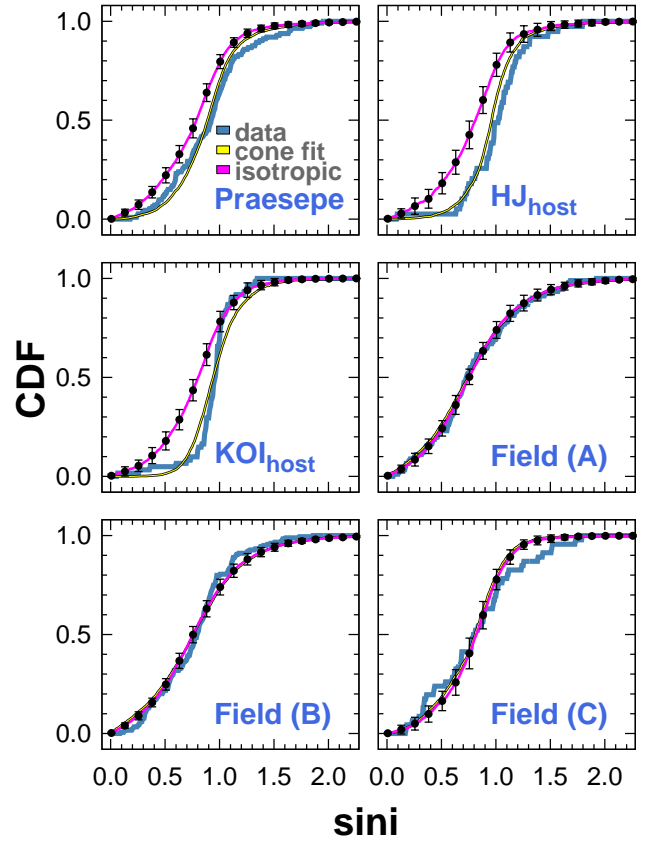 1.0
0.5
0.0
data
cone fit
isotropic
Praesepe
HJhost
1.0
0.5
0.0
CDF
KOIhost
Field (A)
1.0
0.5
0.0
Field (B)
Field (C)
0.0 0.5 1.0 1.5 2.0 0.0 0.5 1.0 1.5 2.0
sini